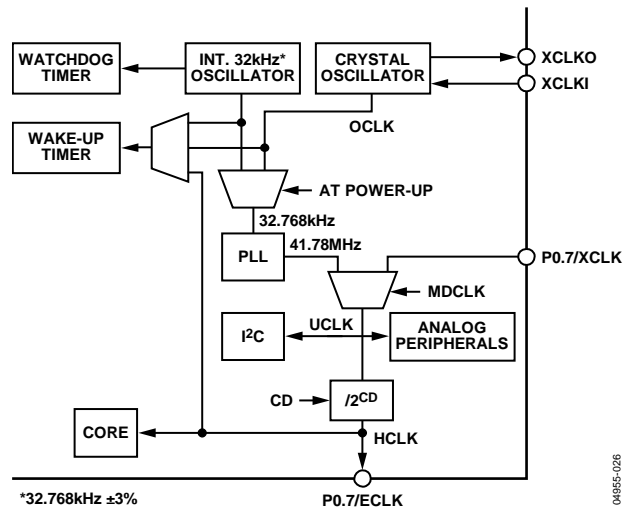 WATCHDOG
TIMER
INT. 32kHz*
OSCILLATOR
CRYSTAL
OSCILLATOR
XCLKO
XCLKI
OCLK
WAKE-UP
TIMER
AT POWER-UP
32.768kHz
PLL
41.78MHz
P0.7/XCLK
MDCLK
I²C
UCLK
ANALOG
PERIPHERALS
CD
/2ᶜᴰ
CORE
HCLK
*32.768kHz ±3%
P0.7/ECLK
04955-026